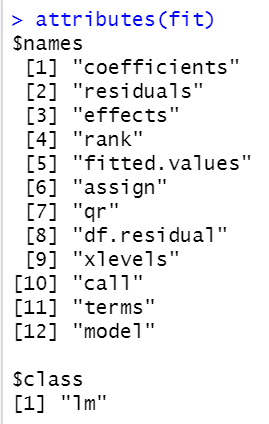 > attributes(fit)
$names
 [1] "coefficients"
 [2] "residuals"
 [3] "effects"
 [4] "rank"
 [5] "fitted.values"
 [6] "assign"
 [7] "qr"
 [8] "df.residual"
 [9] "xlevels"
[10] "call"
[11] "terms"
[12] "model"

$class
[1] "lm"